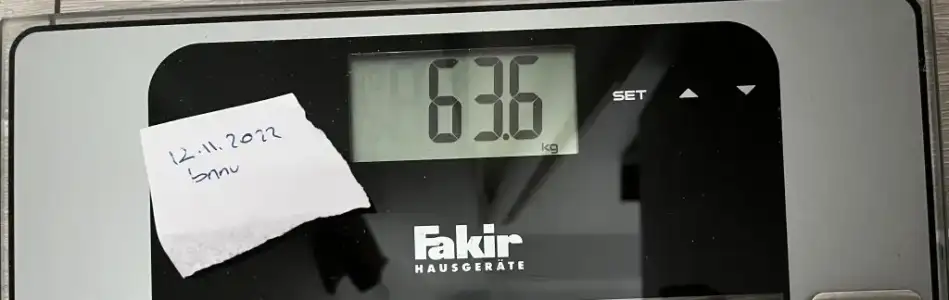 63.6
kg
SET
12.11.2022
bnnu
Fakir
HAUSGERÄTE